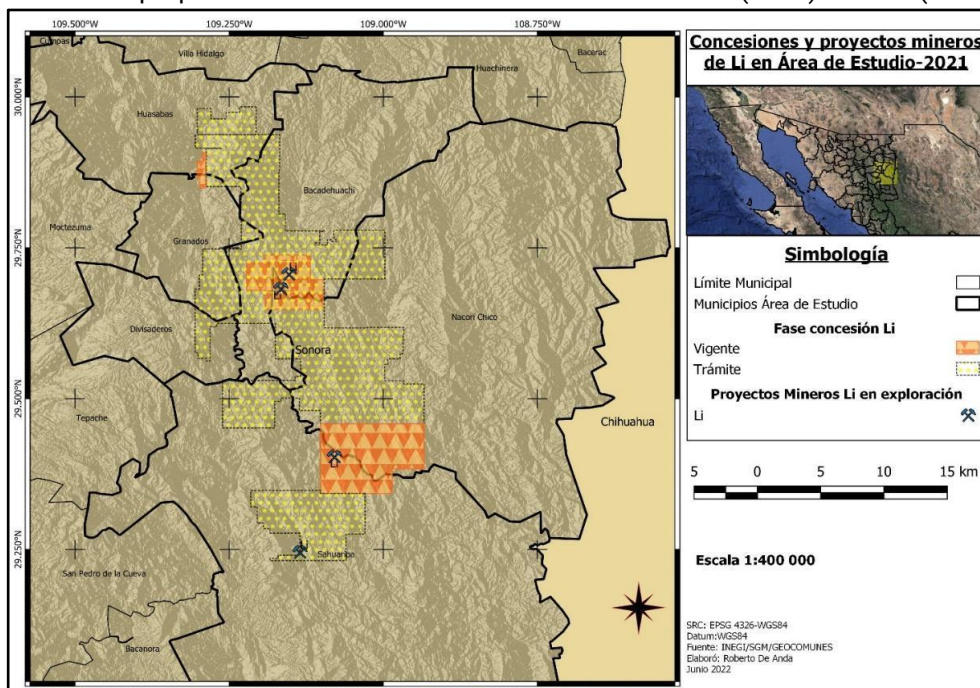 109.500°W
109.250°W
109.000°W
108.750°W
30.000°N
29.750°N
29.500°N
29.250°N
Cumpas
Villa Hidalgo
Bacerac
Huachinera
Huasabas
Bacadehuachi
Moctezuma
Granados
Nacori Chico
Divisaderos
Sonora
Tepache
Chihuahua
Sahuaripa
San Pedro de la Cueva
Bacanora
Concesiones y proyectos mineros
de Li en Área de Estudio-2021
Simbología
Límite Municipal
Municipios Área de Estudio
Fase concesión Li
Vigente
Trámite
Proyectos Mineros Li en exploración
Li
5 0 5 10 15 km
Escala 1:400 000
SRC: EPSG 4326-WGS84
Datum:WGS84
Fuente: INEGI/SGM/GEOCOMUNES
Elaboró: Roberto De Anda
Junio 2022